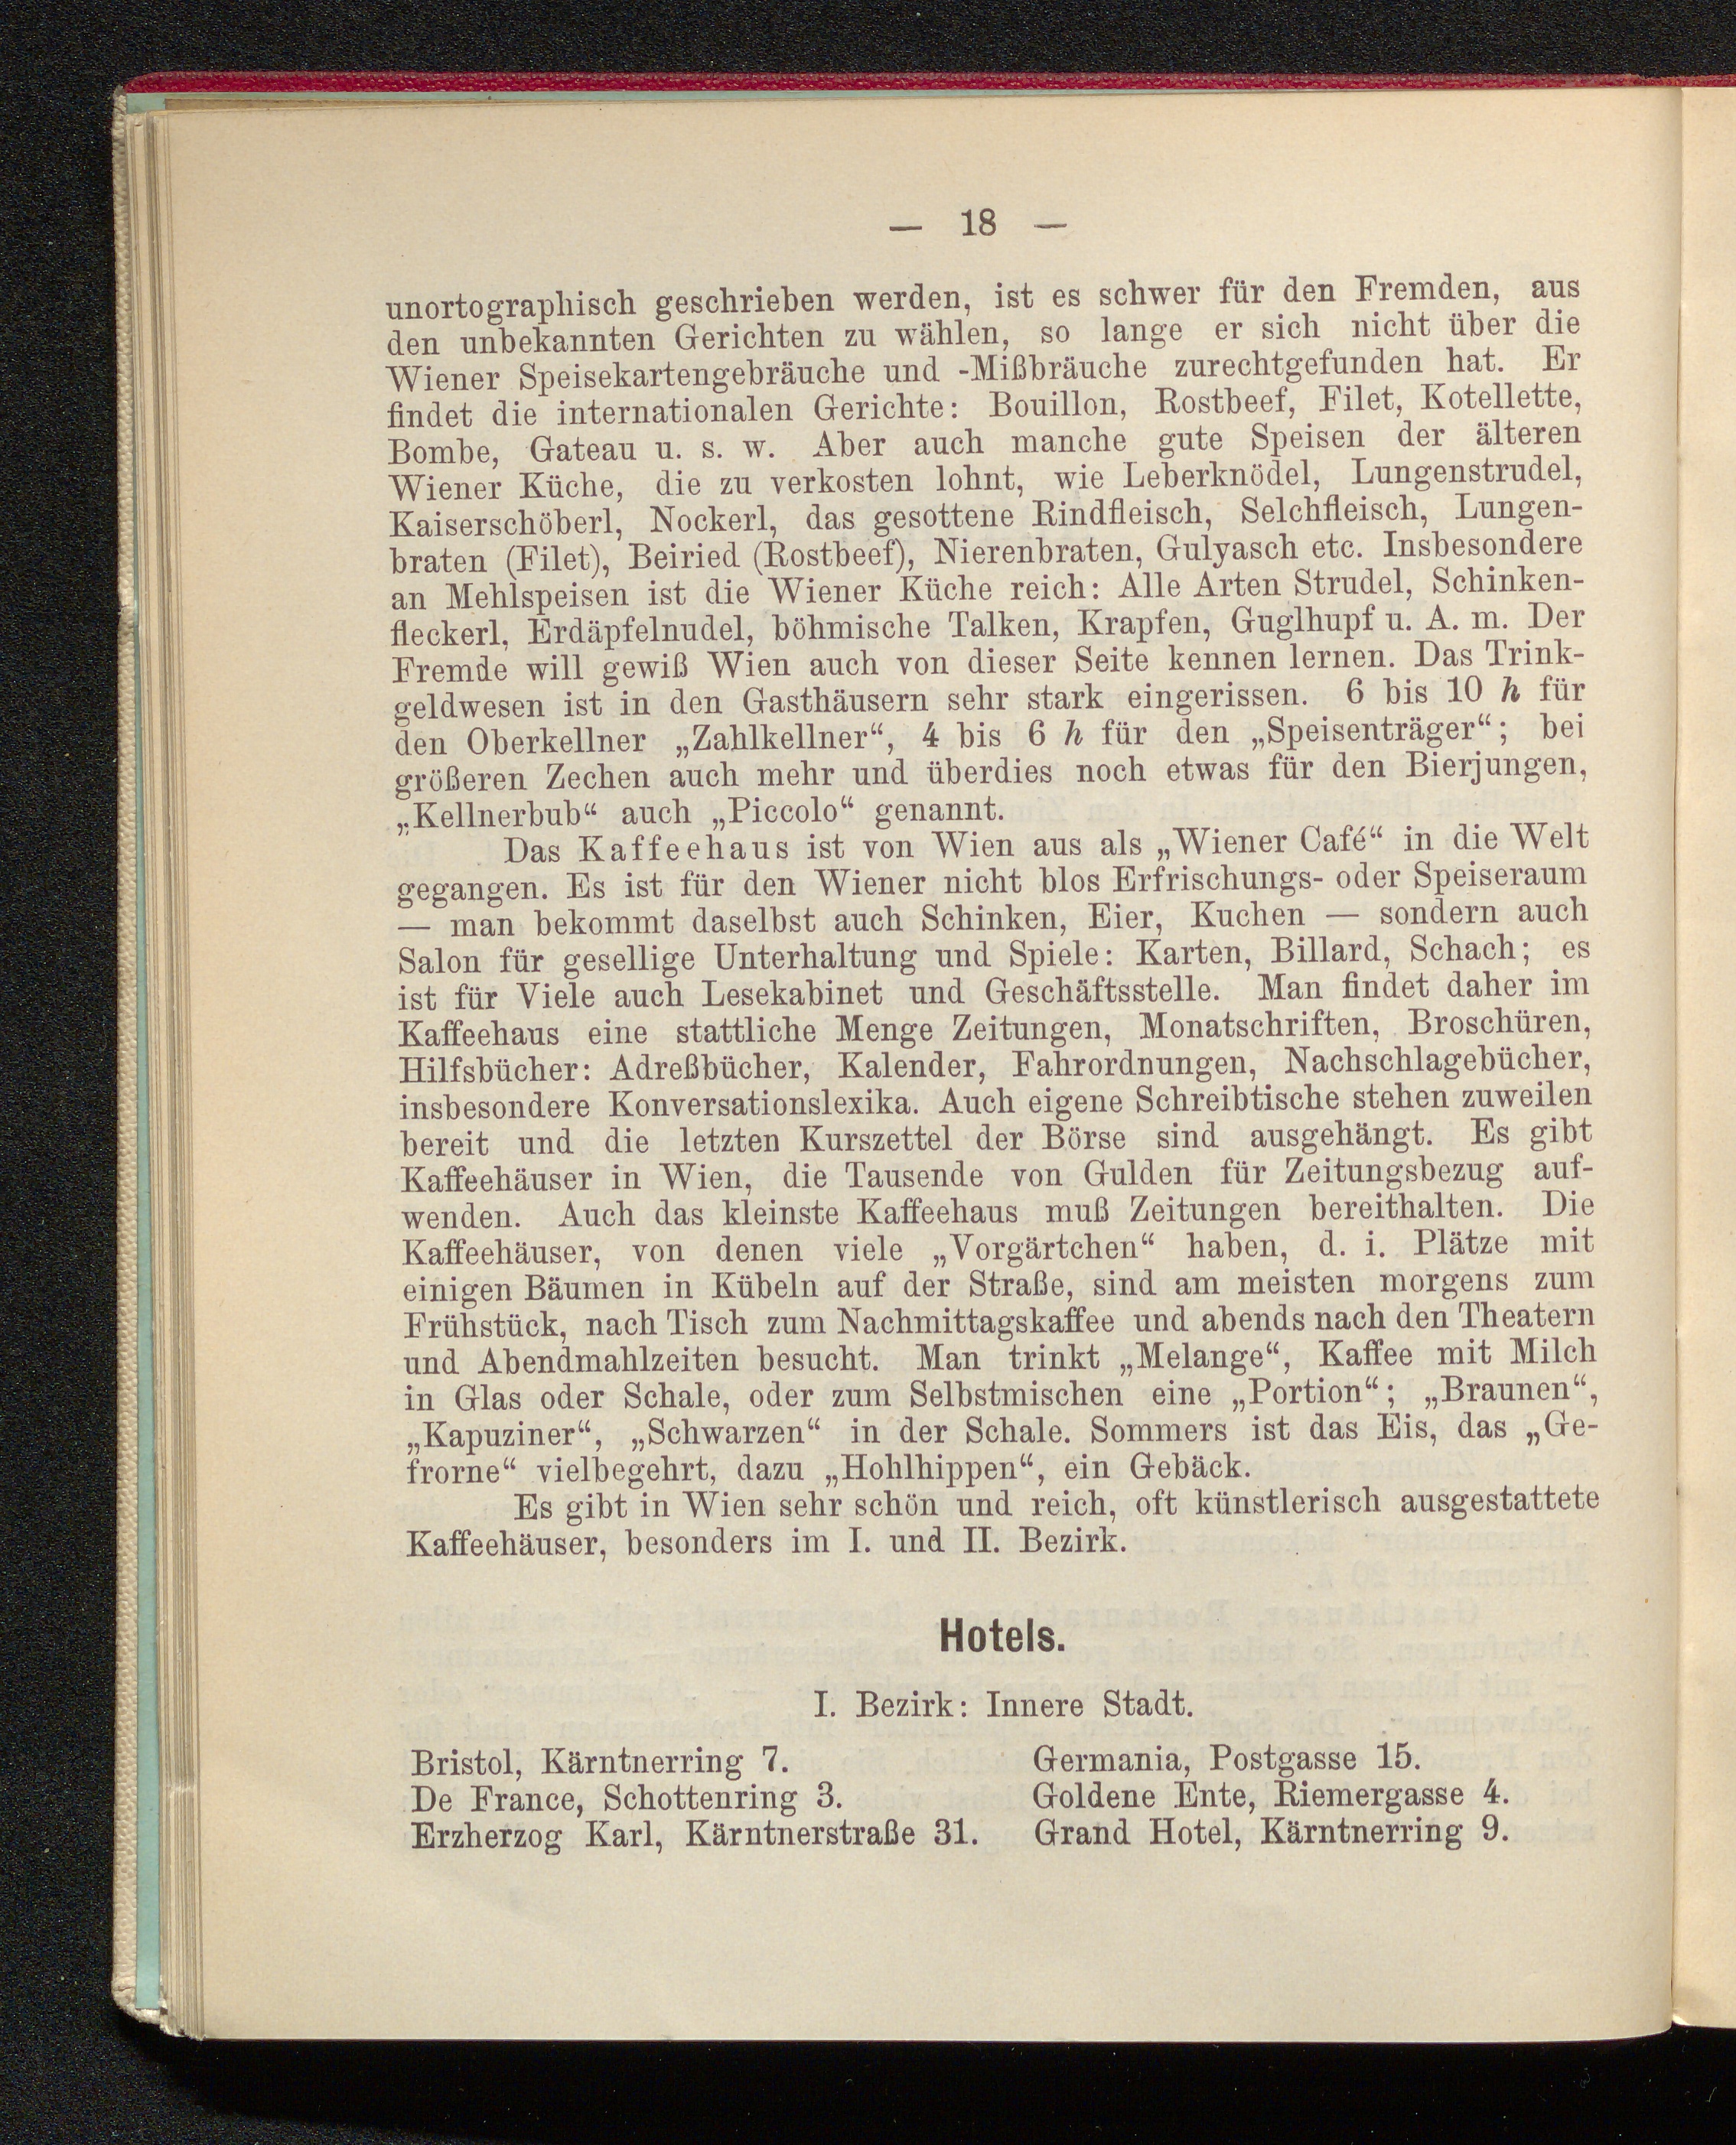 — 18 —
unortographisch geschrieben werden, ist es schwer für den Fremden, aus
den unbekannten Gerichten zu wählen, so lange er sich nicht über die
Wiener Speisekartengebräuche und -Mißbräuche zurechtgefunden hat. Er
findet die internationalen Gerichte: Bouillon, Rostbeef, Filet, Kotellette,
Bombe, Gateau u. s. w. Aber auch manche gute Speisen der älteren
Wiener Küche, die zu verkosten lohnt, wie Leberknödel, Lungenstrudel,
Kaiserschöberl, Nockerl, das gesottene Rindfleisch, Selchfleisch, Lungen-
braten (Filet), Beiried (Rostbeef), Nierenbraten, Gulyasch etc. Insbesondere
an Mehlspeisen ist die Wiener Küche reich: Alle Arten Strudel, Schinken-
fleckerl, Erdäpfelnudel, böhmische Talken, Krapfen, Guglhupf u. A. m. Der
Fremde will gewiß Wien auch von dieser Seite kennen lernen. Das Trink-
geldwesen ist in den Gasthäusern sehr stark eingerissen. 6 bis 10 h für
den Oberkellner „Zahlkellner“, 4 bis 6 h für den „Speisenträger“; bei
größeren Zechen auch mehr und überdies noch etwas für den Bierjungen,
„Kellnerbub“ auch „Piccolo“ genannt.
Das Kaffeehaus ist von Wien aus als „Wiener Café“ in die Welt
gegangen. Es ist für den Wiener nicht blos Erfrischungs- oder Speiseraum
— man bekommt daselbst auch Schinken, Eier, Kuchen — sondern auch
Salon für gesellige Unterhaltung und Spiele: Karten, Billard, Schach; es
ist für Viele auch Lesekabinet und Geschäftsstelle. Man findet daher im
Kaffeehaus eine stattliche Menge Zeitungen, Monatschriften, Broschüren,
Hilfsbücher: Adreßbücher, Kalender, Fahrordnungen, Nachschlagebücher,
insbesondere Konversationslexika. Auch eigene Schreibtische stehen zuweilen
bereit und die letzten Kurszettel der Börse sind ausgehängt. Es gibt
Kaffeehäuser in Wien, die Tausende von Gulden für Zeitungsbezug auf-
wenden. Auch das kleinste Kaffeehaus muß Zeitungen bereithalten. Die
Kaffeehäuser, von denen viele „Vorgärtchen“ haben, d. i. Plätze mit
einigen Bäumen in Kübeln auf der Straße, sind am meisten morgens zum
Frühstück, nach Tisch zum Nachmittagskaffee und abends nach den Theatern
und Abendmahlzeiten besucht. Man trinkt „Melange“, Kaffee mit Milch
in Glas oder Schale, oder zum Selbstmischen eine „Portion“; „Braunen“,
„Kapuziner“, „Schwarzen“ in der Schale. Sommers ist das Eis, das „Ge-
frorne“ vielbegehrt, dazu „Hohlhippen“, ein Gebäck.
Es gibt in Wien sehr schön und reich, oft künstlerisch ausgestattete
Kaffeehäuser, besonders im I. und II. Bezirk.
Hotels.
I. Bezirk: Innere Stadt.
Bristol, Kärntnerring 7.
De France, Schottenring 3.
Erzherzog Karl, Kärntnerstraße 31.
Germania, Postgasse 15.
Goldene Ente, Riemergasse 4.
Grand Hotel, Kärntnerring 9.